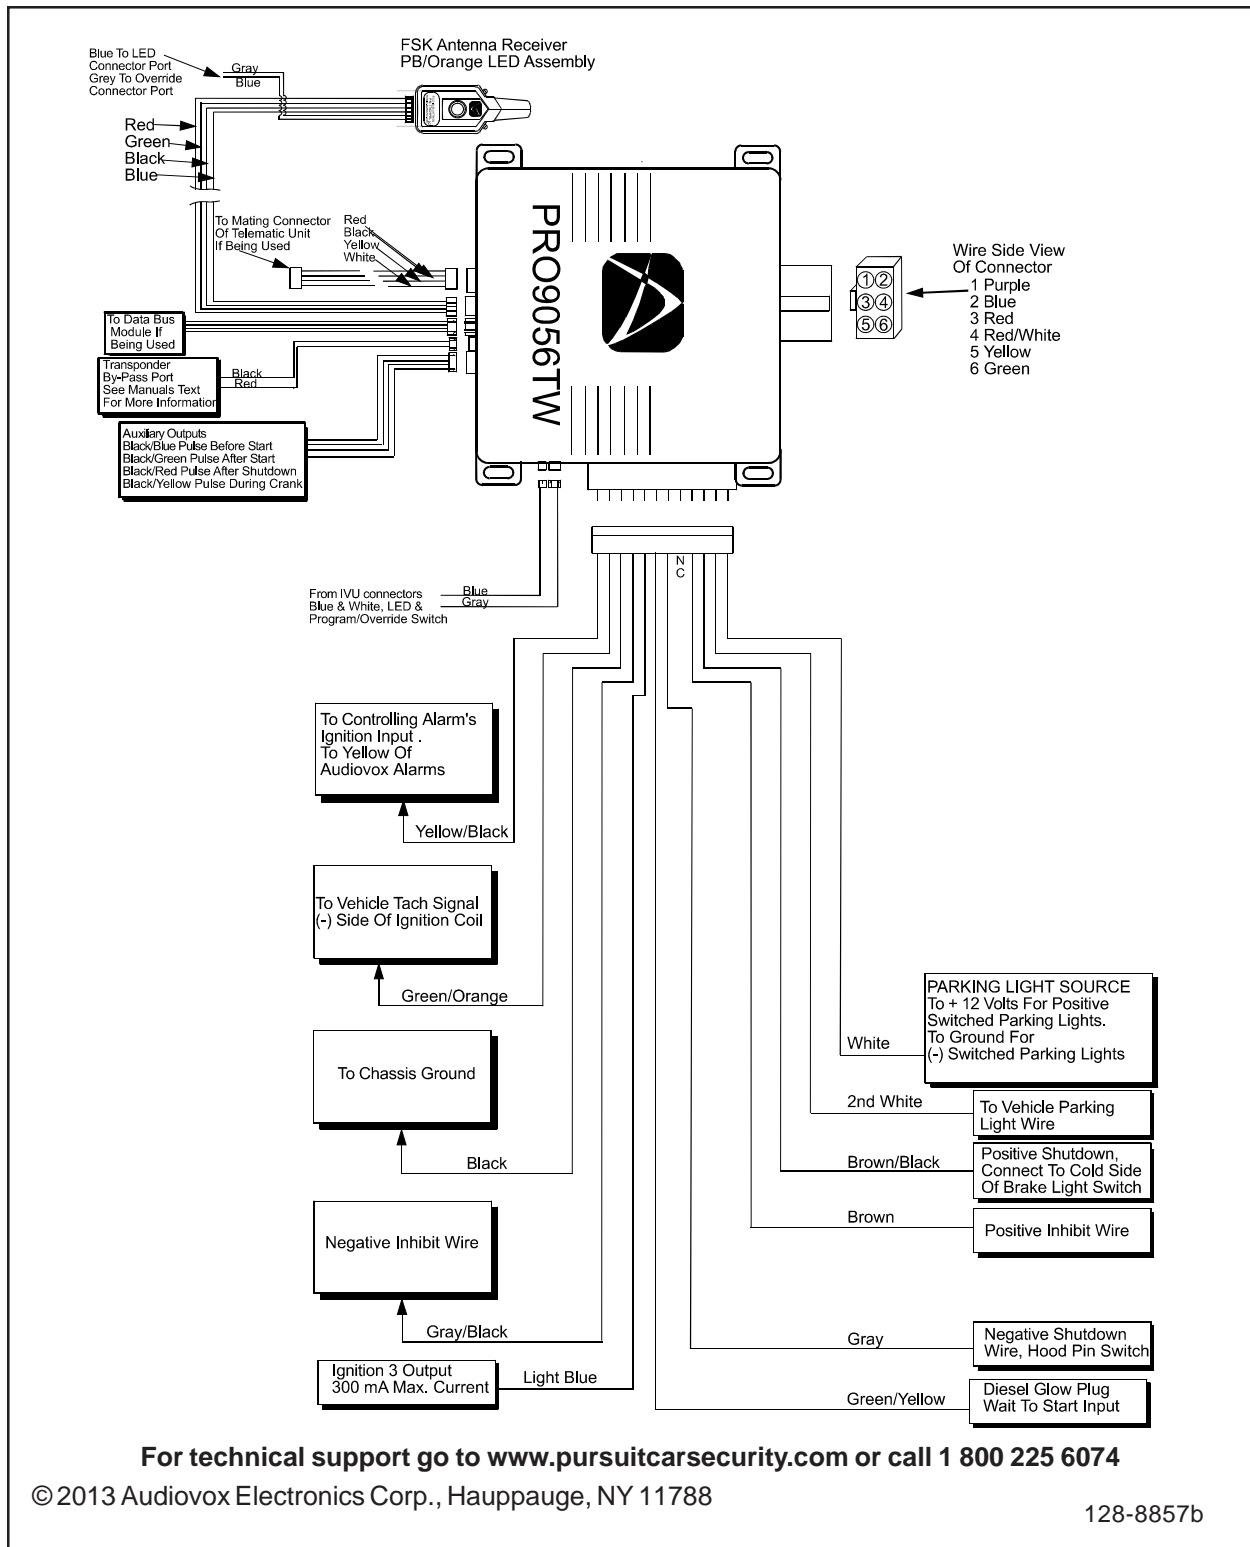 FSK Antenna Receiver
PB/Orange LED Assembly
Blue To LED
Connector Port
Grey To Override
Connector Port
Gray
Blue
Red
Green
Black
Blue
To Mating Connector
Of Telematic Unit
If Being Used
Red
Black
Yellow
White
PRO9056TW
Wire Side View
Of Connector
1 Purple
2 Blue
3 Red
4 Red/White
5 Yellow
6 Green
1 2
3 4
5 6
To Data Bus
Module If
Being Used
Transponder
By-Pass Port
See Manuals Text
For More Information
Black
Red
Auxiliary Outputs
Black/Blue Pulse Before Start
Black/Green Pulse After Start
Black/Red Pulse After Shutdown
Black/Yellow Pulse During Crank
From IVU connectors
Blue & White, LED &
Program/Override Switch
Blue
Gray
N
C
To Controlling Alarm's
Ignition Input .
To Yellow Of
Audiovox Alarms
Yellow/Black
To Vehicle Tach Signal
(-) Side Of Ignition Coil
Green/Orange
To Chassis Ground
Black
Negative Inhibit Wire
Gray/Black
Ignition 3 Output
300 mA Max. Current
Light Blue
White
PARKING LIGHT SOURCE
To + 12 Volts For Positive
Switched Parking Lights.
To Ground For
(-) Switched Parking Lights
2nd White
To Vehicle Parking
Light Wire
Brown/Black
Positive Shutdown,
Connect To Cold Side
Of Brake Light Switch
Brown
Positive Inhibit Wire
Gray
Negative Shutdown
Wire, Hood Pin Switch
Green/Yellow
Diesel Glow Plug
Wait To Start Input
For technical support go to www.pursuitcarsecurity.com or call 1 800 225 6074
© 2013 Audiovox Electronics Corp., Hauppauge, NY 11788
128-8857b